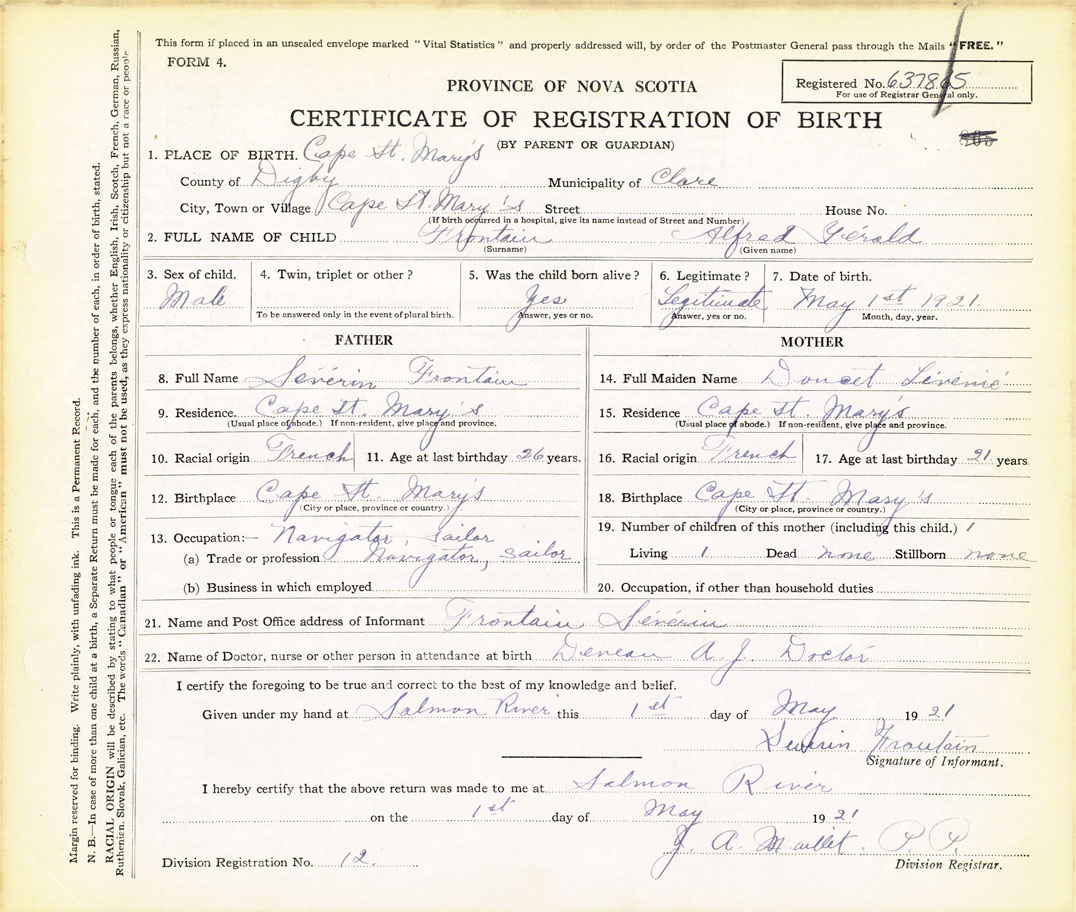 This form if placed in an unsealed envelope marked "Vital Statistics" and properly addressed will, by order of the Postmaster General pass through the Mails "FREE."
FORM 4.
Registered No. 637865
For use of Registrar General only.
PROVINCE OF NOVA SCOTIA
CERTIFICATE OF REGISTRATION OF BIRTH
(BY PARENT OR GUARDIAN)
1. PLACE OF BIRTH. Cape St. Mary's
County of Digby Municipality of Clare
City, Town or Village Cape St. Mary's Street House No.
(If birth occurred in a hospital, give its name instead of Street and Number)
2. FULL NAME OF CHILD Frontain Alfred Gérald
(Surname) (Given name)
3. Sex of child. 4. Twin, triplet or other? 5. Was the child born alive? 6. Legitimate? 7. Date of birth.
Male Yes Legitimate May 1st 1921.
To be answered only in the event of plural birth. Answer, yes or no. Answer, yes or no. Month, day, year.
FATHER MOTHER
8. Full Name Sévérin Frontain 14. Full Maiden Name Doucet
9. Residence. Cape St. Mary's 15. Residence Cape St. Mary's
(Usual place of abode.) If non-resident, give place and province. (Usual place of abode.) If non-resident, give place and province.
10. Racial origin French 11. Age at last birthday 26 years. 16. Racial origin French 17. Age at last birthday 21 years
12. Birthplace Cape St. Mary's 18. Birthplace Cape St. Mary's
(City or place, province or country.) (City or place, province or country.)
13. Occupation:— Navigator, sailor 19. Number of children of this mother (including this child.) 1
(a) Trade or profession Navigator, sailor Living 1 Dead none Stillborn none
(b) Business in which employed 20. Occupation, if other than household duties
21. Name and Post Office address of Informant Frontain Sévérin
22. Name of Doctor, nurse or other person in attendance at birth Deveau A. J. Doctor
I certify the foregoing to be true and correct to the best of my knowledge and belief.
Given under my hand at Salmon River this 1st day of May 1921
Severin Frontain
Signature of Informant.
I hereby certify that the above return was made to me at Salmon River
on the 1st day of May 1921
J. A. Maillet. P.P.
Division Registration No. 12. Division Registrar.
Margin reserved for binding. Write plainly, with unfading ink. This is a Permanent Record.
N. B.—In case of more than one child at a birth, a Separate Return must be made for each, and the number of each, in order of birth, stated.
RACIAL ORIGIN will be described by stating to what people or tongue each of the parents belongs, whether English, Irish, Scotch, French, German, Russian,
Ruthenian, Slovak, Galician, etc. The words "Canadian" or "American" must not be used, as they express nationality or citizenship but not a race or people